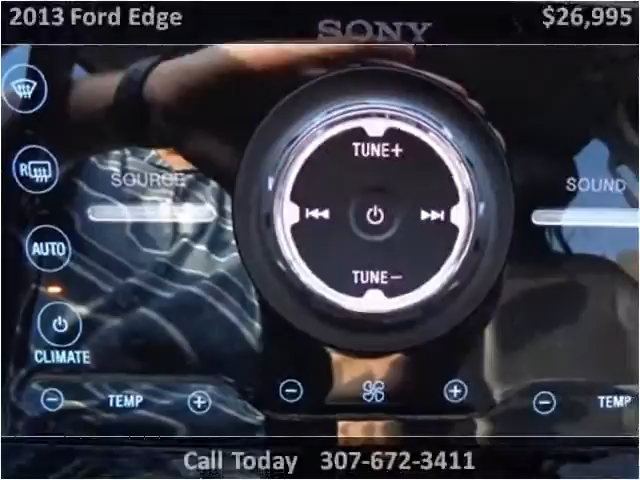 2013 Ford Edge $26,995
SONY
TUNE+
R
SOURCE
SOUND
AUTO
TUNE-
CLIMATE
TEMP
TEMP
Call Today 307-672-3411